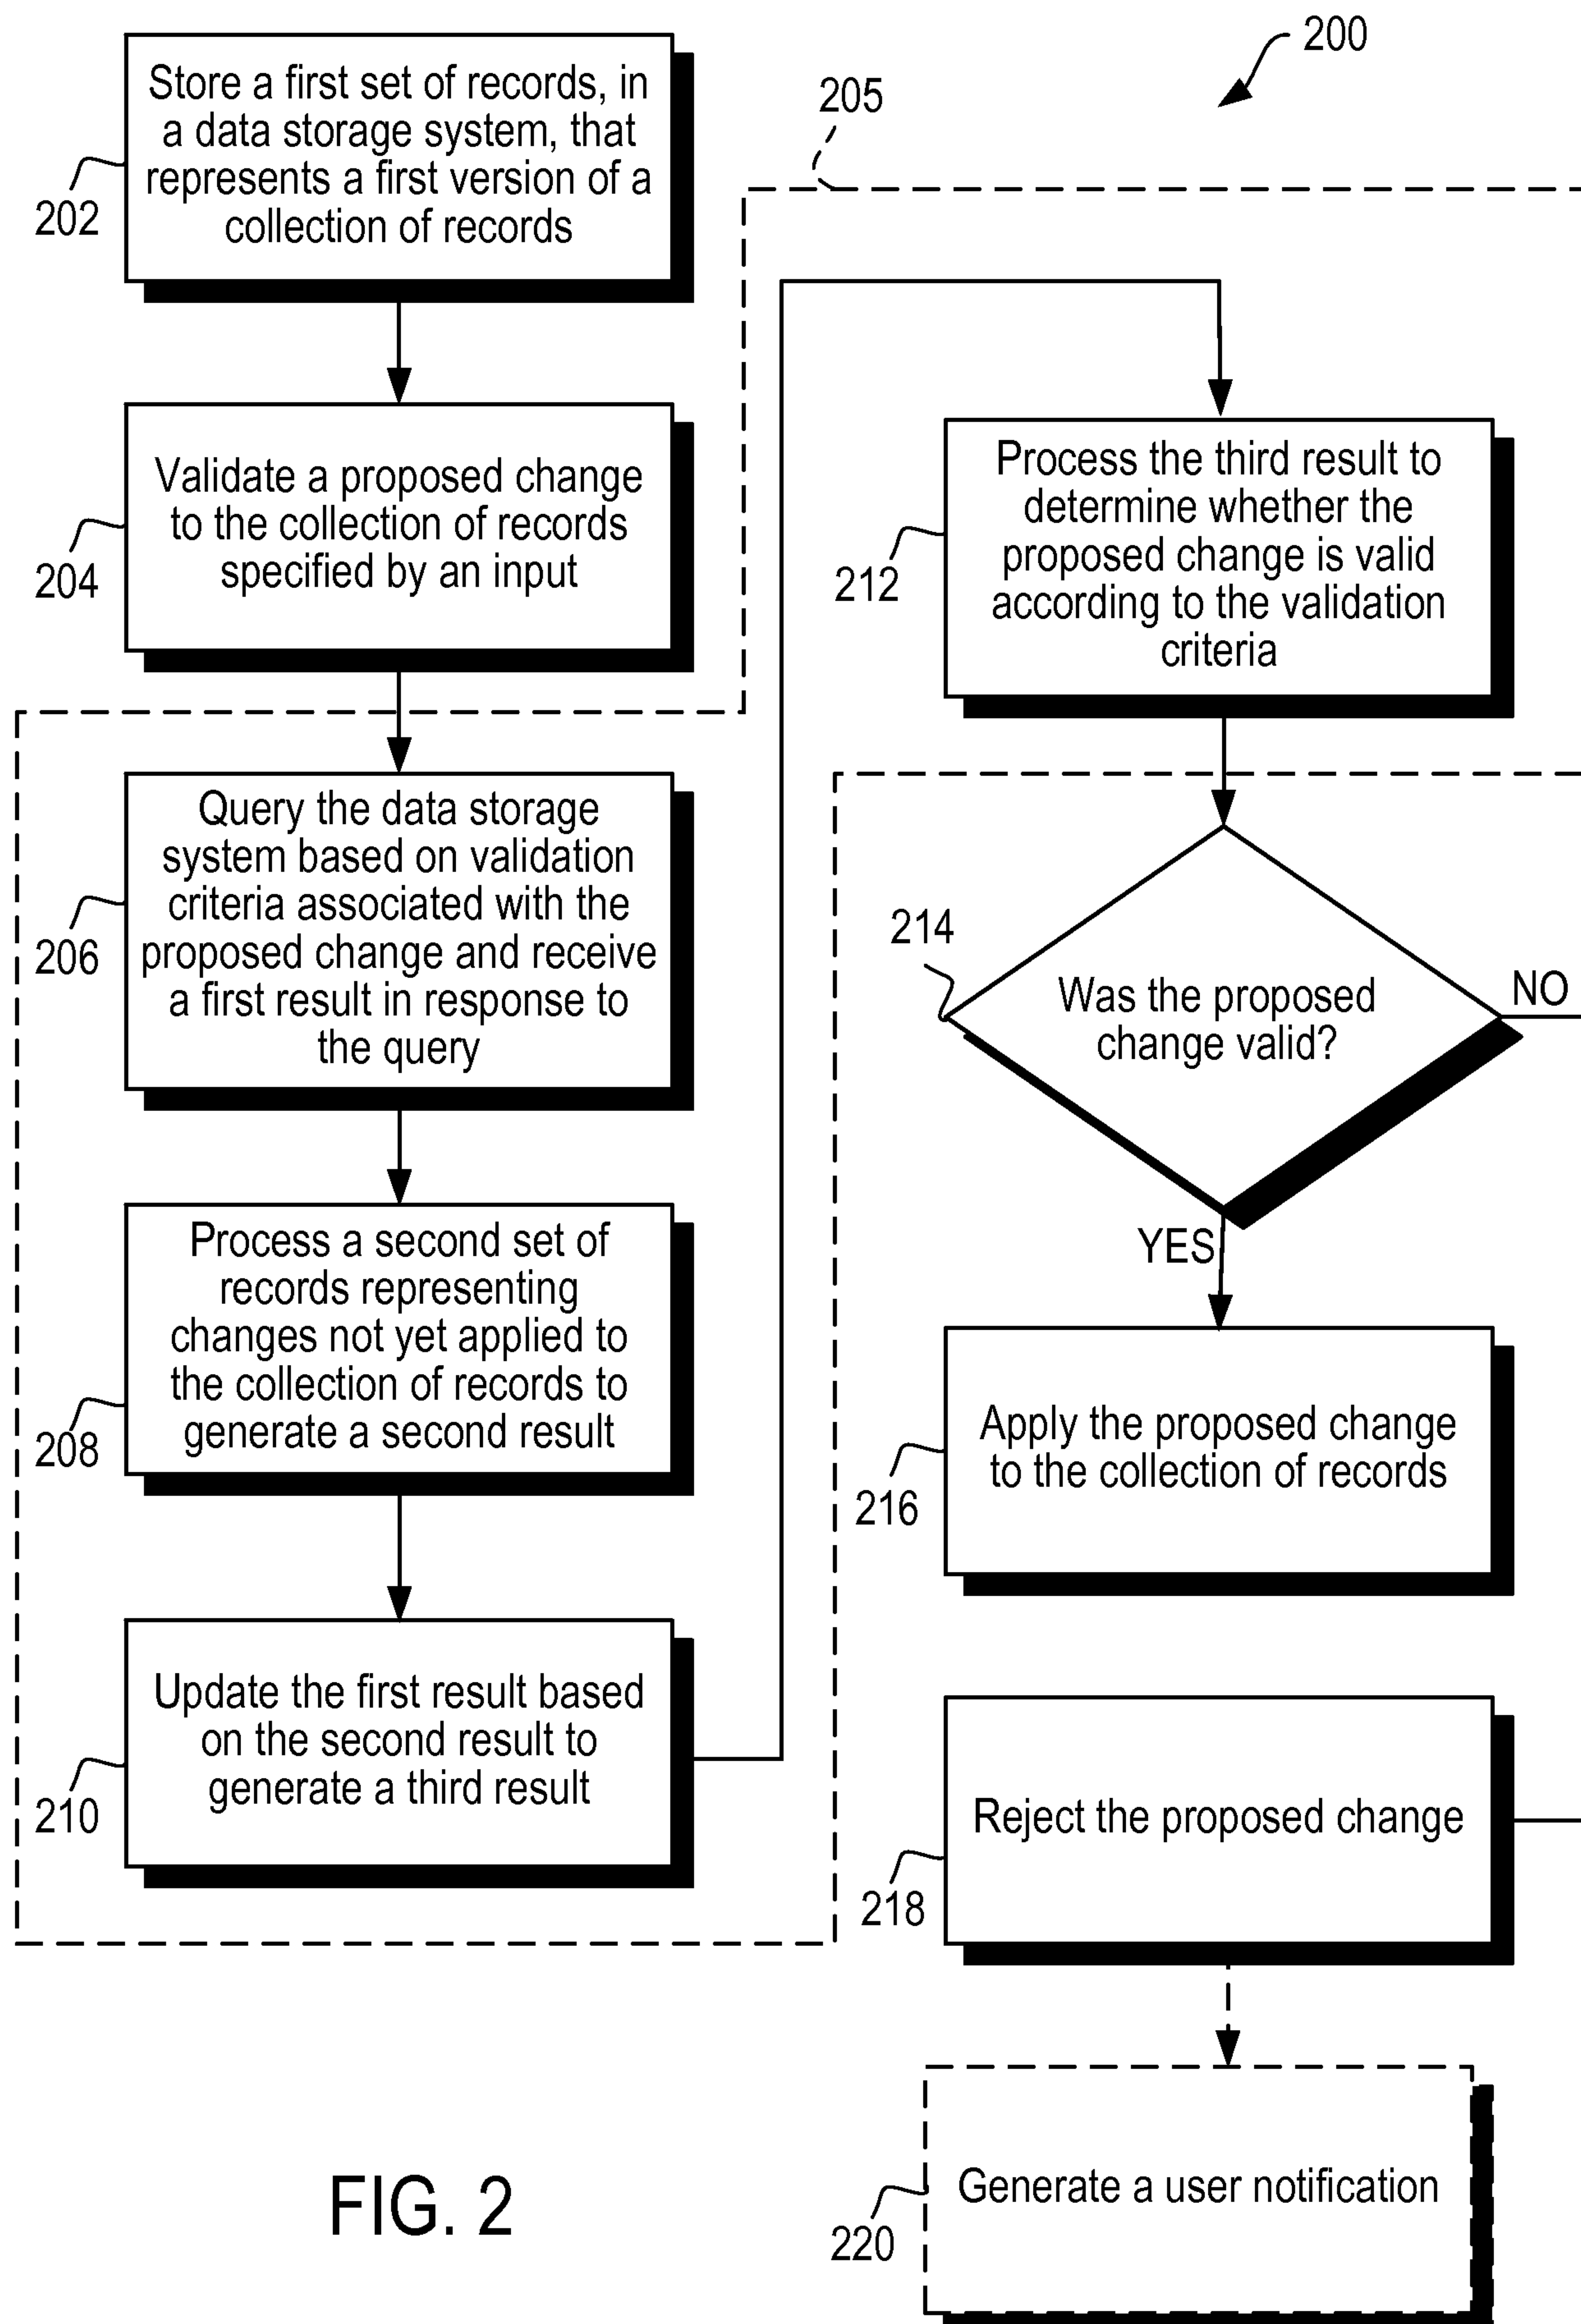 200
205
Store a first set of records, in
a data storage system, that
represents a first version of a
collection of records
202
Validate a proposed change
to the collection of records
specified by an input
204
Query the data storage
system based on validation
criteria associated with the
proposed change and receive
a first result in response to
the query
206
Process a second set of
records representing
changes not yet applied to
the collection of records to
generate a second result
208
Update the first result based
on the second result to
generate a third result
210
Process the third result to
determine whether the
proposed change is valid
according to the validation
criteria
212
214
Was the proposed
change valid?
NO
YES
Apply the proposed change
to the collection of records
216
Reject the proposed change
218
Generate a user notification
220
FIG. 2